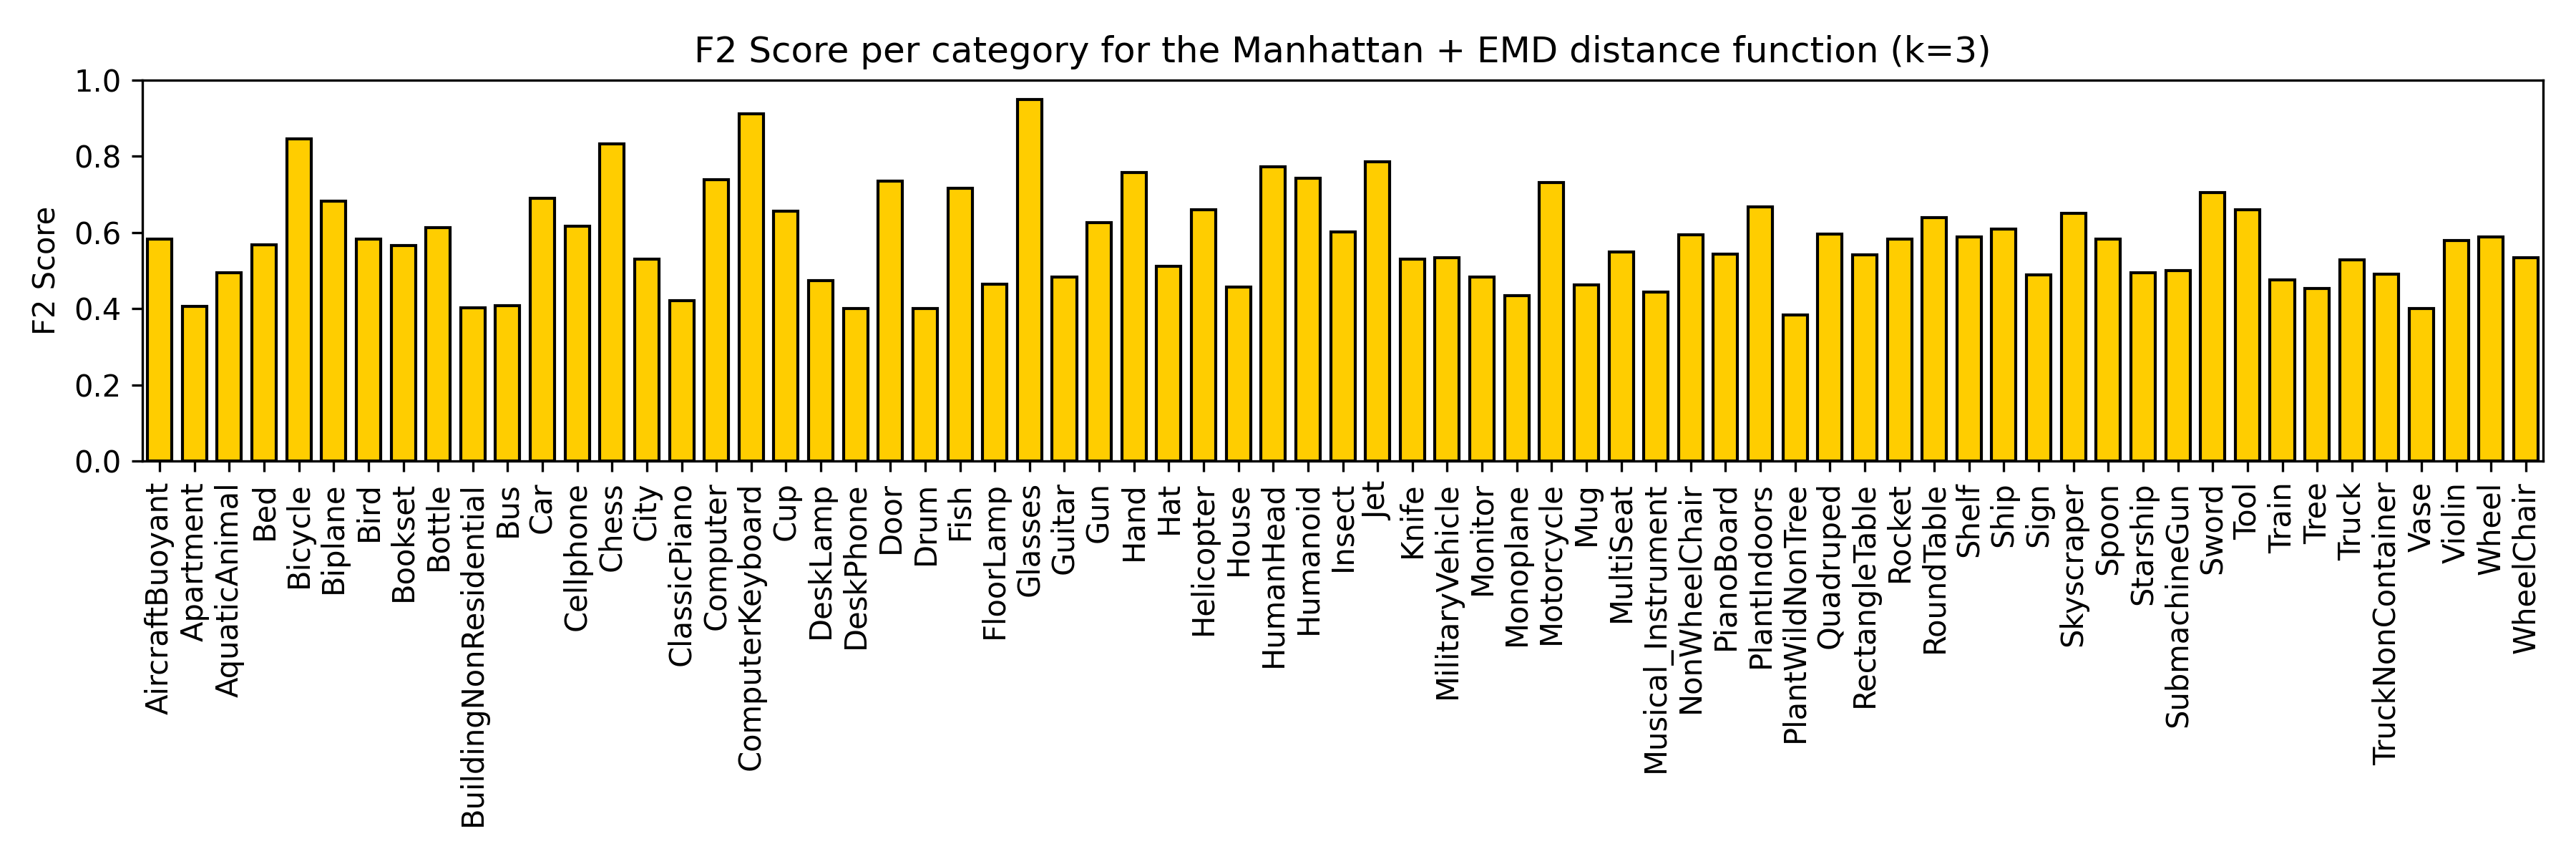 F2 Score per category for the Manhattan + EMD distance function (k=3)
F2 Score
1.0
0.8
0.6
0.4
0.2
0.0
AircraftBuoyant
Apartment
AquaticAnimal
Bed
Bicycle
Biplane
Bird
Bookset
Bottle
BuildingNonResidential
Bus
Car
Cellphone
Chess
City
ClassicPiano
Computer
ComputerKeyboard
Cup
DeskLamp
DeskPhone
Door
Drum
Fish
FloorLamp
Glasses
Guitar
Gun
Hand
Hat
Helicopter
House
HumanHead
Humanoid
Insect
Jet
Knife
MilitaryVehicle
Monitor
Monoplane
Motorcycle
Mug
MultiSeat
Musical_Instrument
NonWheelChair
PianoBoard
PlantIndoors
PlantWildNonTree
Quadruped
RectangleTable
Rocket
RoundTable
Shelf
Ship
Sign
Skyscraper
Spoon
Starship
SubmachineGun
Sword
Tool
Train
Tree
Truck
TruckNonContainer
Vase
Violin
Wheel
WheelChair